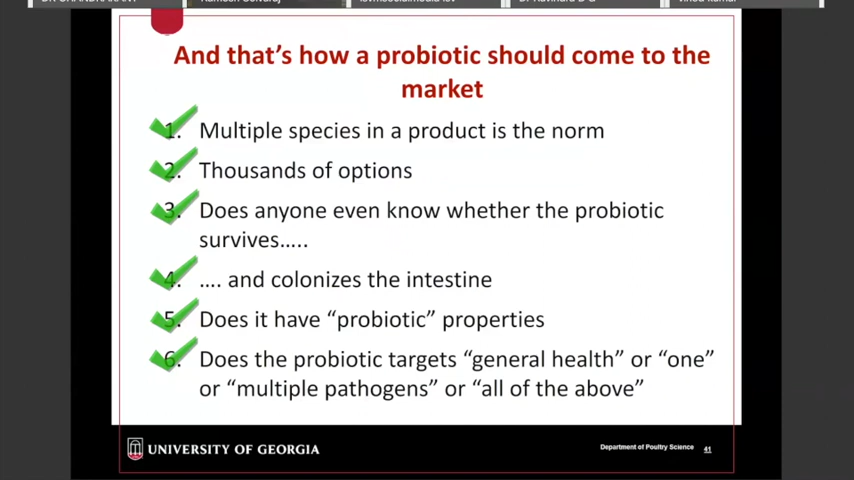 And that's how a probiotic should come to the
market
1. Multiple species in a product is the norm
2. Thousands of options
3. Does anyone even know whether the probiotic
survives.....
4. .... and colonizes the intestine
5. Does it have “probiotic” properties
6. Does the probiotic targets “general health” or “one”
or “multiple pathogens” or “all of the above”
UNIVERSITY OF GEORGIA
Department of Poultry Science 41